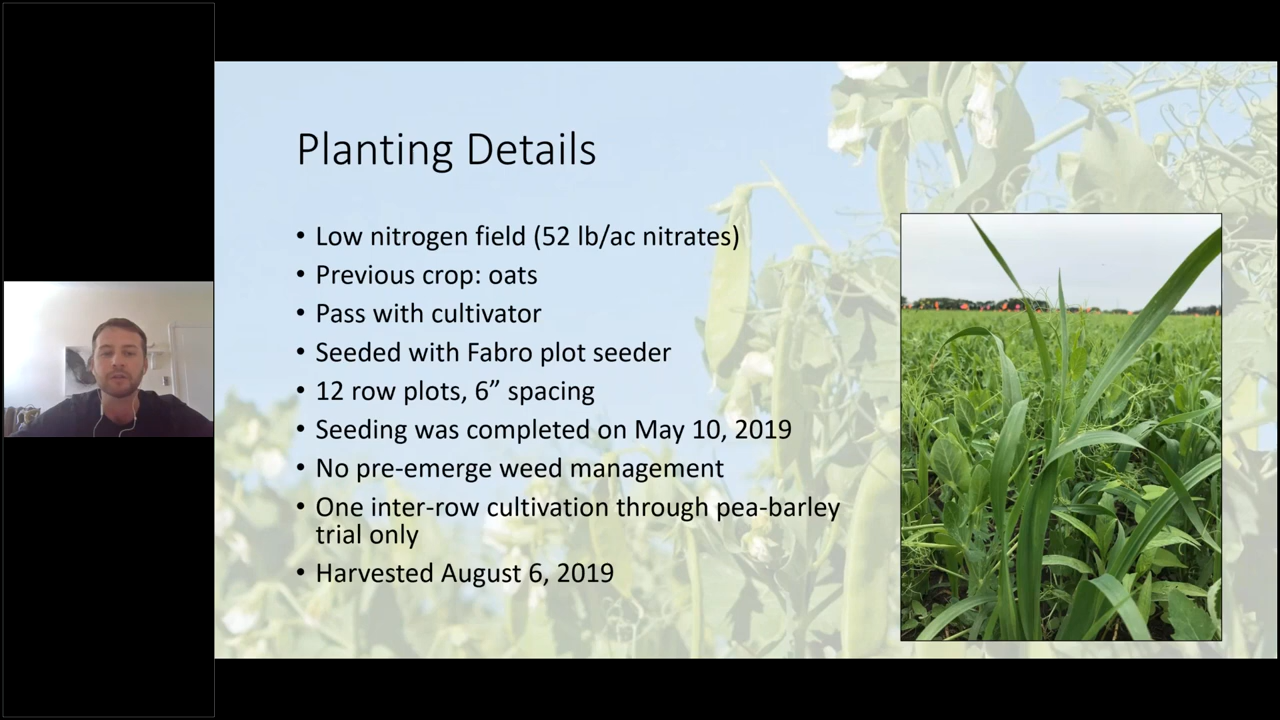 Planting Details
• Low nitrogen field (52 lb/ac nitrates)
• Previous crop: oats
• Pass with cultivator
• Seeded with Fabro plot seeder
• 12 row plots, 6” spacing
• Seeding was completed on May 10, 2019
• No pre-emerge weed management
• One inter-row cultivation through pea-barley
trial only
• Harvested August 6, 2019